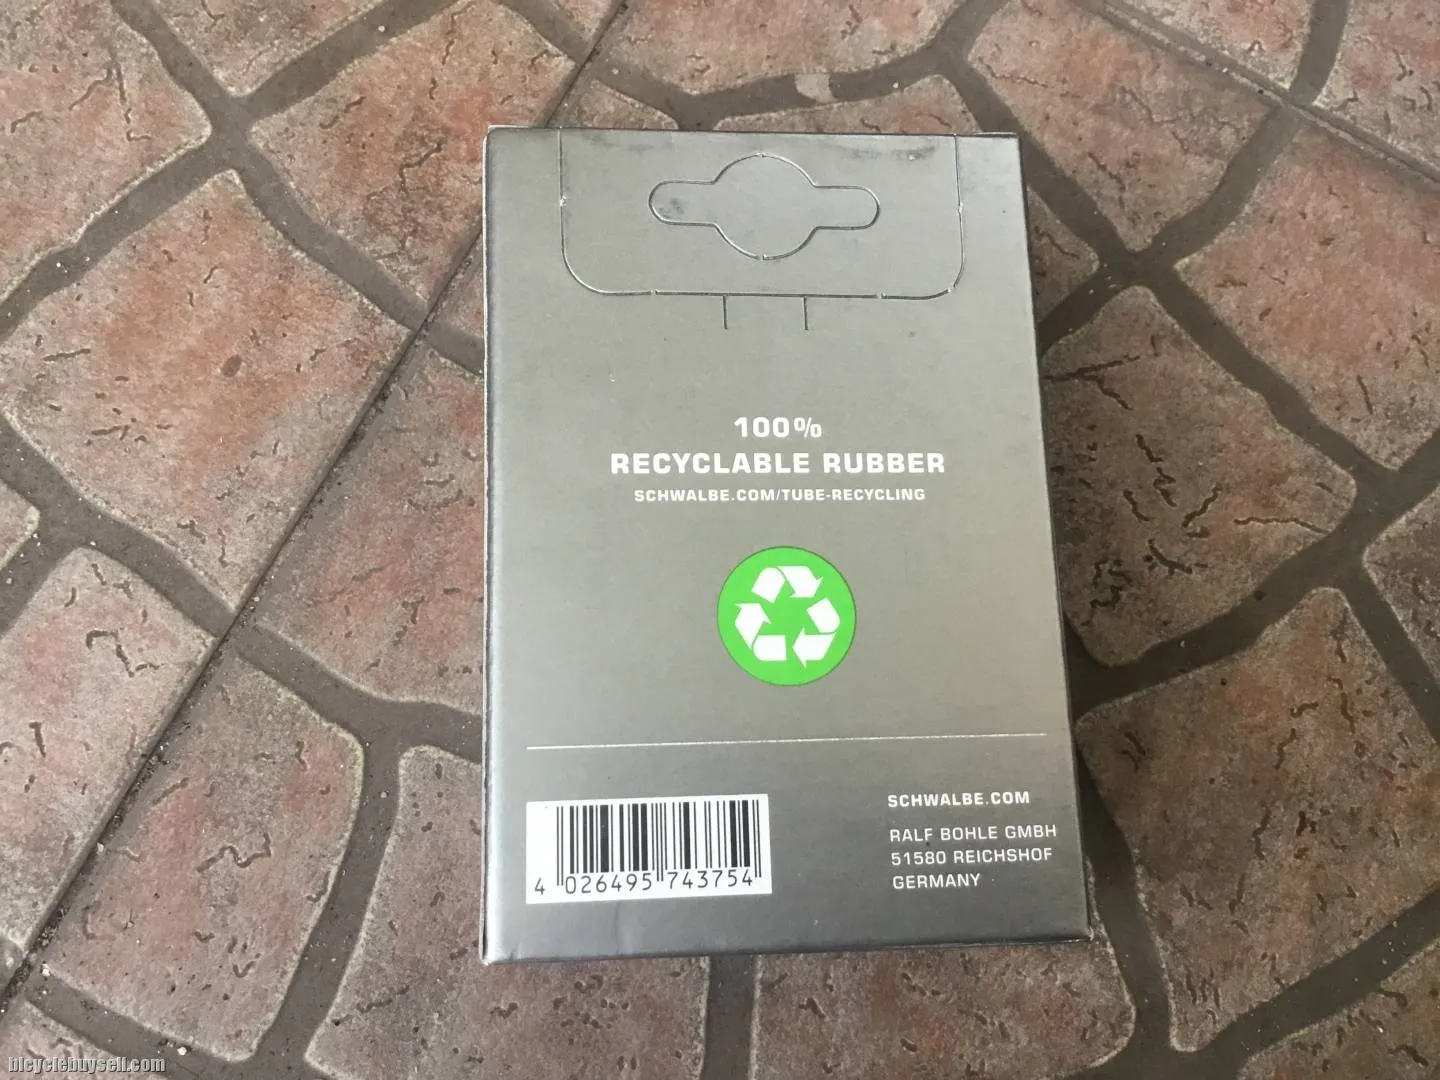 100%
RECYCLABLE RUBBER
SCHWALBE.COM/TUBE-RECYCLING
SCHWALBE.COM
RALF BOHLE GMBH
51580 REICHSHOF
GERMANY
4 026495 743754
bicyclebuysell.com